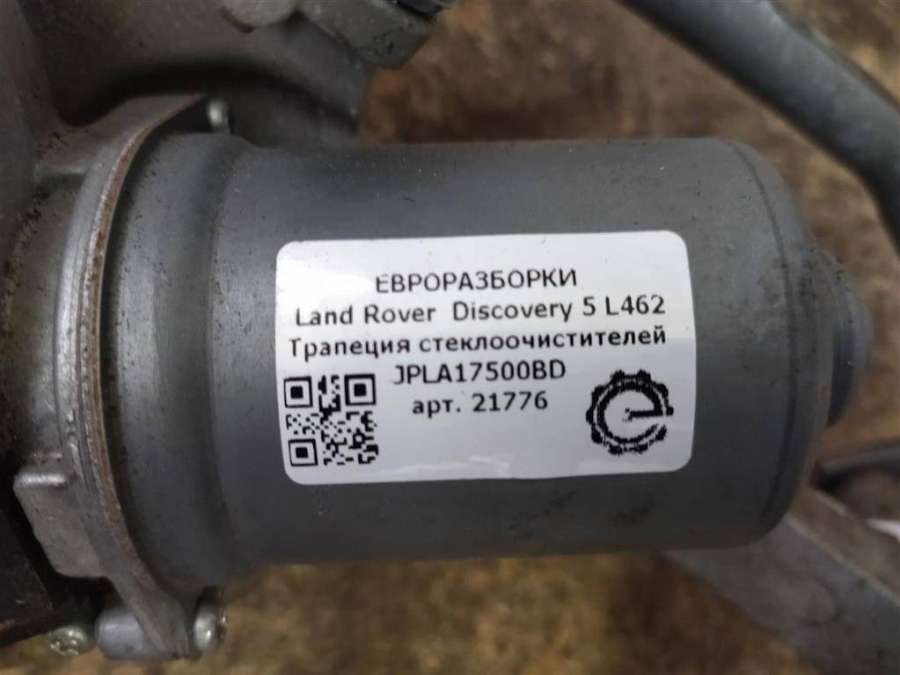 ЕВРОРАЗБОРКИ
Land Rover Discovery 5 L462
Трапеция стеклоочистителей
JPLA17500BD
арт. 21776